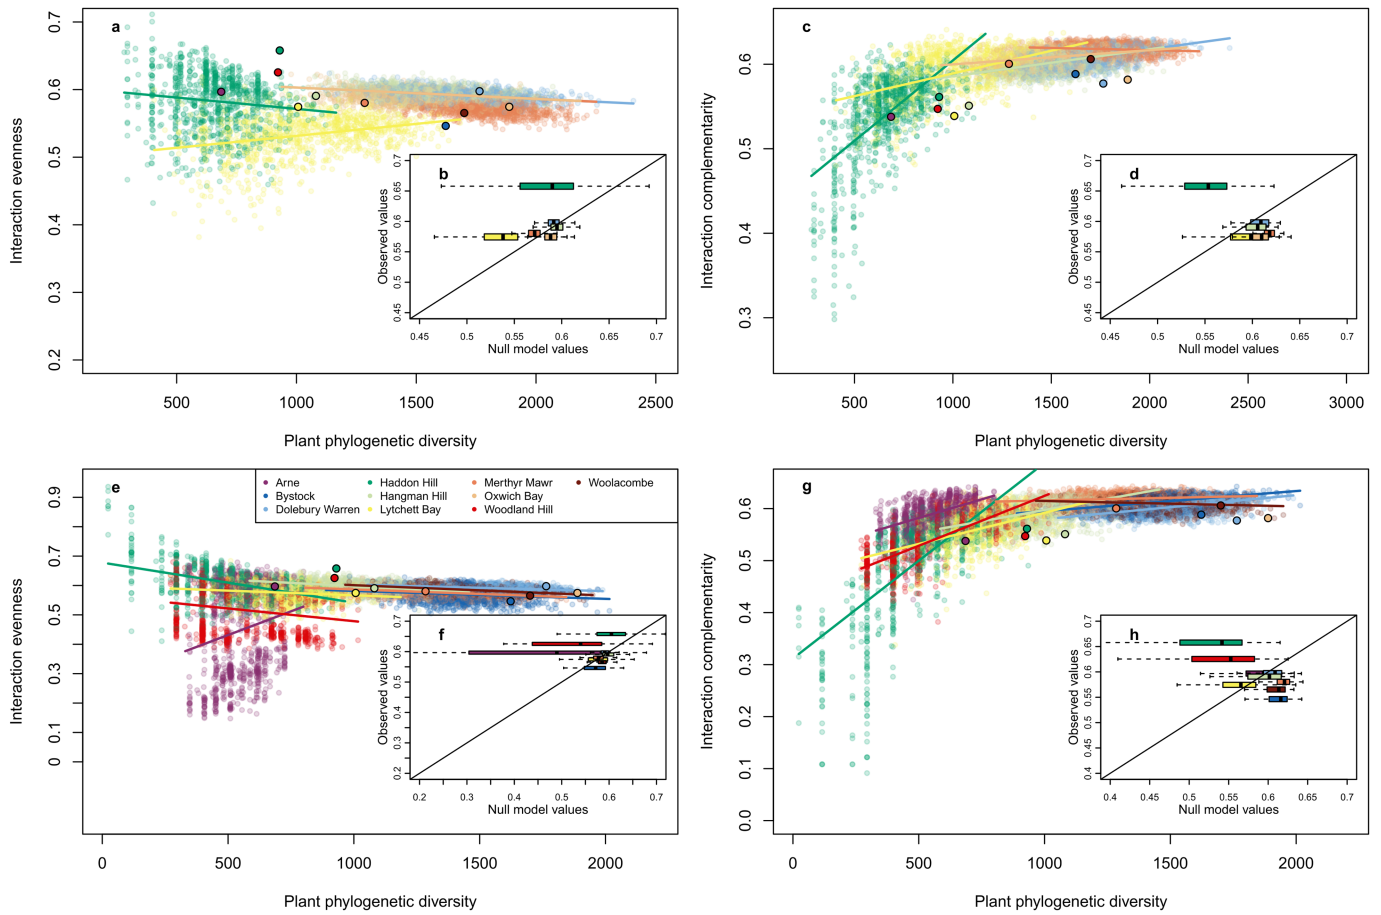 a
0.7
0.6
0.5
0.4
0.3
0.2
Interaction evenness
500
1000
1500
2000
2500
Plant phylogenetic diversity
b
0.7
0.65
0.6
0.55
0.5
0.45
Observed values
0.45
0.5
0.55
0.6
0.65
0.7
Null model values
c
0.6
0.5
0.4
0.3
Interaction complementarity
500
1000
1500
2000
2500
3000
Plant phylogenetic diversity
d
0.7
0.65
0.6
0.55
0.5
0.45
Observed values
0.45
0.5
0.55
0.6
0.65
0.7
Null model values
e
Arne
Bystock
Dolebury Warren
Haddon Hill
Hangman Hill
Lytchett Bay
Merthyr Mawr
Oxwich Bay
Woodland Hill
Woolacombe
0.9
0.7
0.5
0.3
0.1
0
Interaction evenness
0
500
1000
1500
2000
Plant phylogenetic diversity
f
0.7
0.6
0.5
0.4
0.3
0.2
Observed values
0.2
0.3
0.4
0.5
0.6
0.7
Null model values
g
0.6
0.5
0.4
0.3
0.2
0.1
0.0
Interaction complementarity
0
500
1000
1500
2000
Plant phylogenetic diversity
h
0.7
0.65
0.6
0.55
0.5
0.45
0.4
Observed values
0.4
0.45
0.5
0.55
0.6
0.65
0.7
Null model values